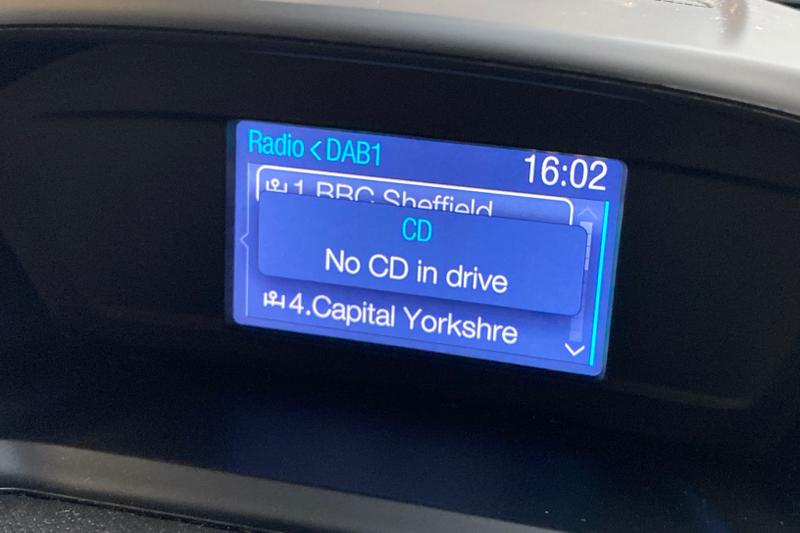 Radio < DAB1
16:02
1.BBC Sheffield
CD
No CD in drive
4.Capital Yorkshre